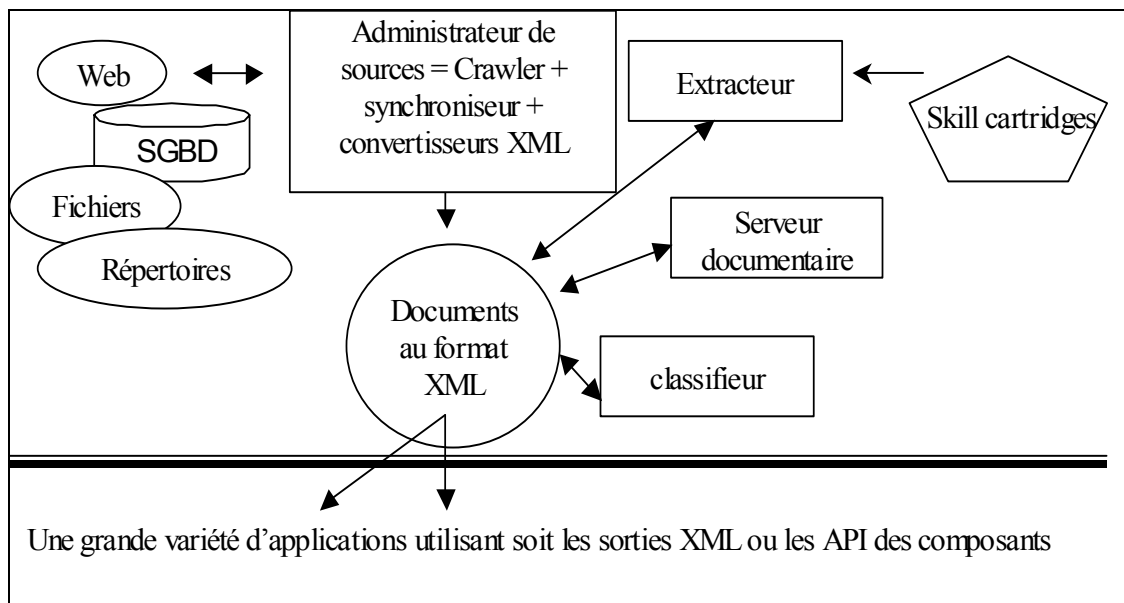 Web
SGBD
Fichiers
Répertoires
Administrateur de
sources = Crawler +
synchroniseur +
convertisseurs XML
Extracteur
Skill cartridges
Serveur
documentaire
Documents
au format
XML
classifieur
Une grande variété d’applications utilisant soit les sorties XML ou les API des composants